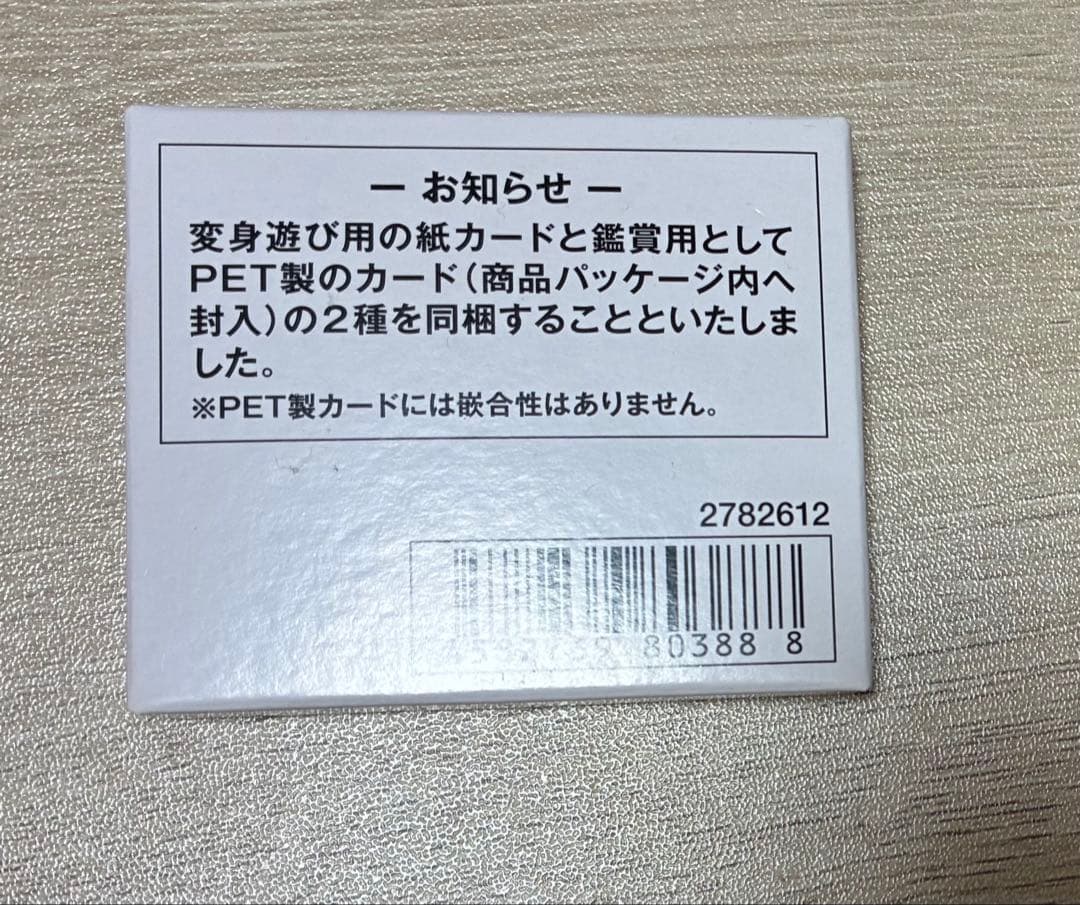 ー お知らせ ー
変身遊び用の紙カードと鑑賞用として
PET製のカード(商品パッケージ内へ
封入)の2種を同梱することといたしま
した。
※PET製カードには嵌合性はありません。
2782612
80388 8